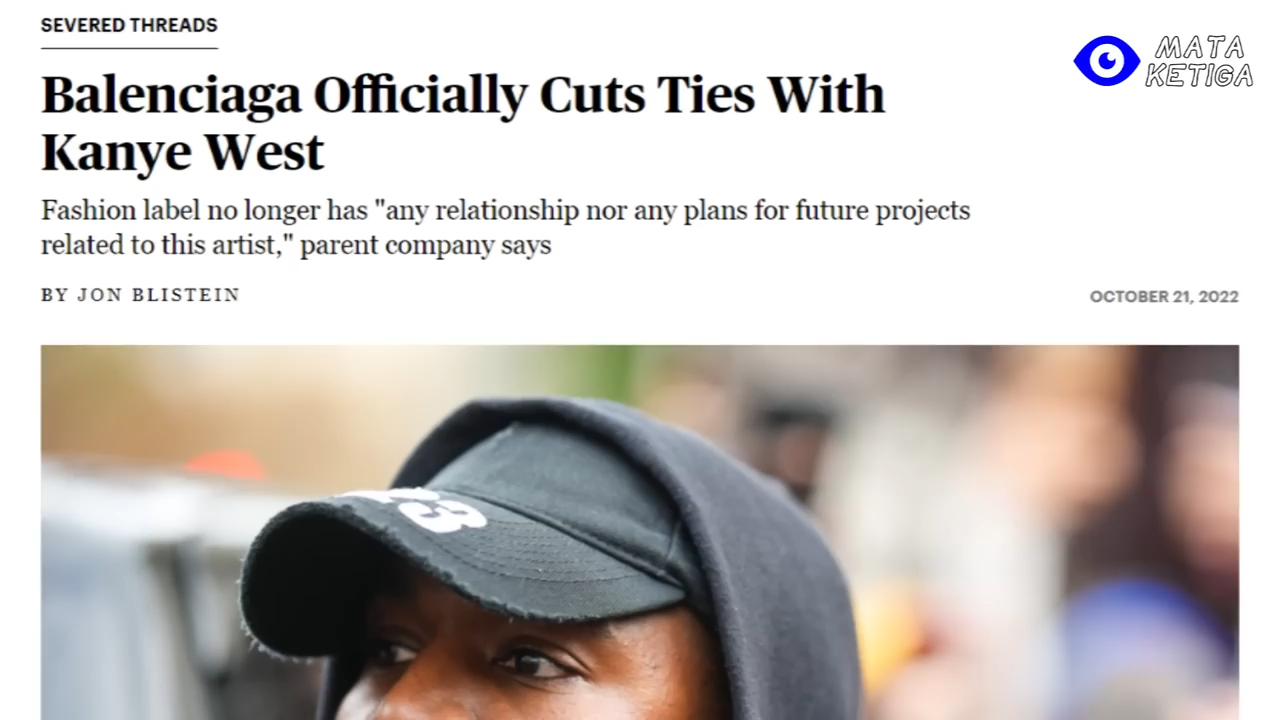 SEVERED THREADS
MATA
KETIGA
Balenciaga Officially Cuts Ties With
Kanye West
Fashion label no longer has "any relationship nor any plans for future projects
related to this artist," parent company says
BY JON BLISTEIN
OCTOBER 21, 2022